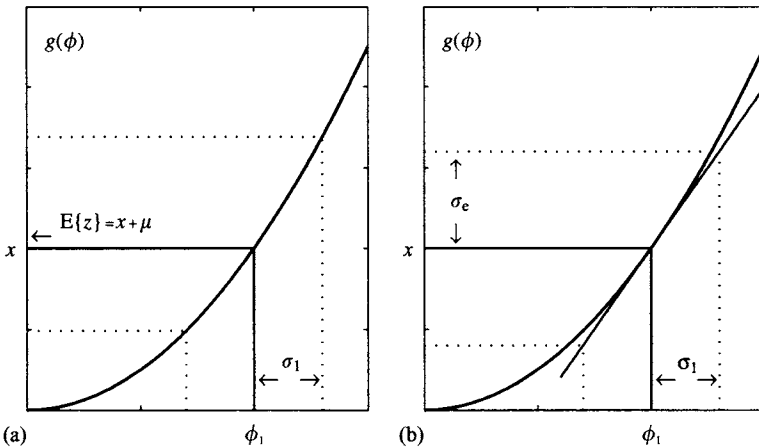 g(φ)
E{z} = x + μ
x
σ₁
(a)
φ₁
g(φ)
σₑ
x
σ₁
(b)
φ₁